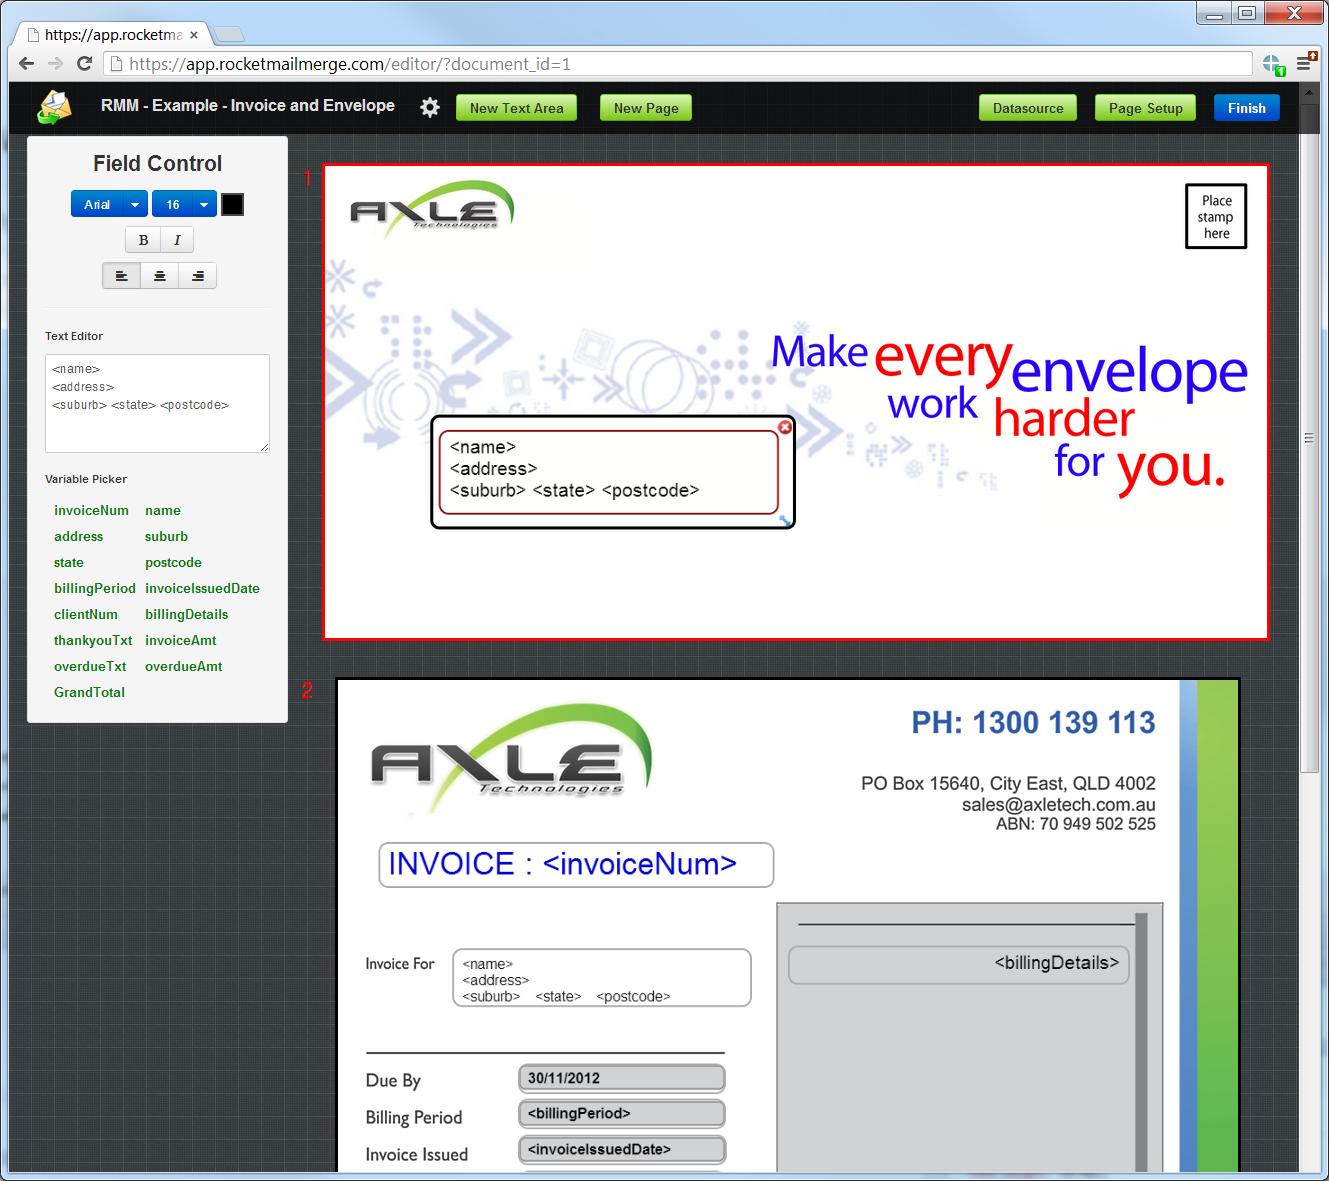 https://app.rocketma
https://app.rocketmailmerge.com/editor/?document_id=1
1
RMM - Example - Invoice and Envelope
New Text Area
New Page
Datasource
Page Setup
Finish
Field Control
Arial
16
B I
Text Editor
<name>
<address>
<suburb> <state> <postcode>
Variable Picker
invoiceNum name
address suburb
state postcode
billingPeriod invoiceIssuedDate
clientNum billingDetails
thankyouTxt invoiceAmt
overdueTxt overdueAmt
GrandTotal
1
AXLE
Technologies
Place
stamp
here
Make every envelope
work harder
for you.
<name>
<address>
<suburb> <state> <postcode>
2
AXLE
Technologies
PH: 1300 139 113
PO Box 15640, City East, QLD 4002
sales@axletech.com.au
ABN: 70 949 502 525
INVOICE : <invoiceNum>
Invoice For
<name>
<address>
<suburb> <state> <postcode>
<billingDetails>
Due By 30/11/2012
Billing Period <billingPeriod>
Invoice Issued <invoiceIssuedDate>